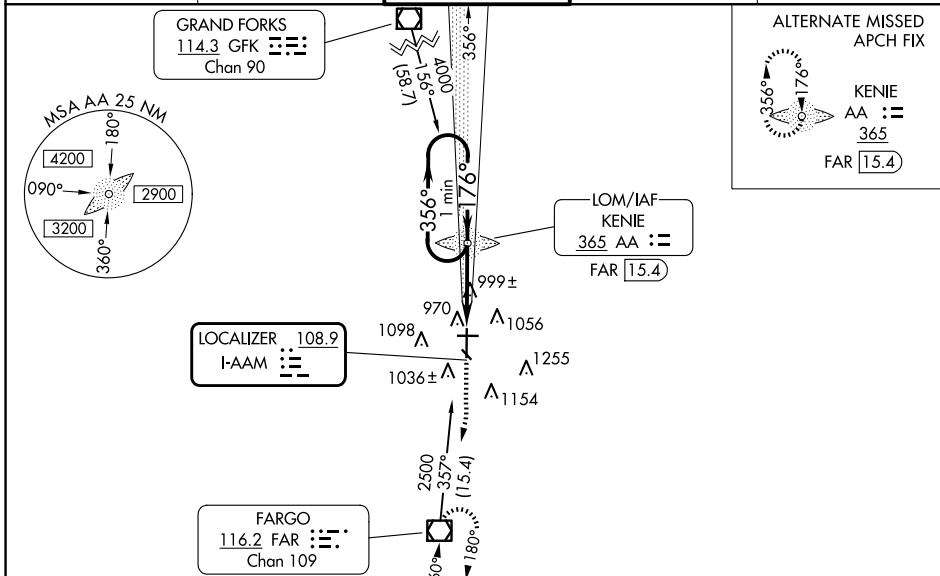 GRAND FORKS
114.3 GFK
Chan 90
4000
156°
(58.7)
356°
ALTERNATE MISSED
APCH FIX
356°
176°
KENIE
AA
365
FAR 15.4
MSA AA 25 NM
180°
4200
090°
2900
3200
360°
356°
1 min
176°
LOM/IAF
KENIE
365 AA
FAR 15.4
999±
970
1056
1098
LOCALIZER 108.9
I-AAM
1255
1036±
1154
2500
357°
(15.4)
FARGO
116.2 FAR
Chan 109
180°